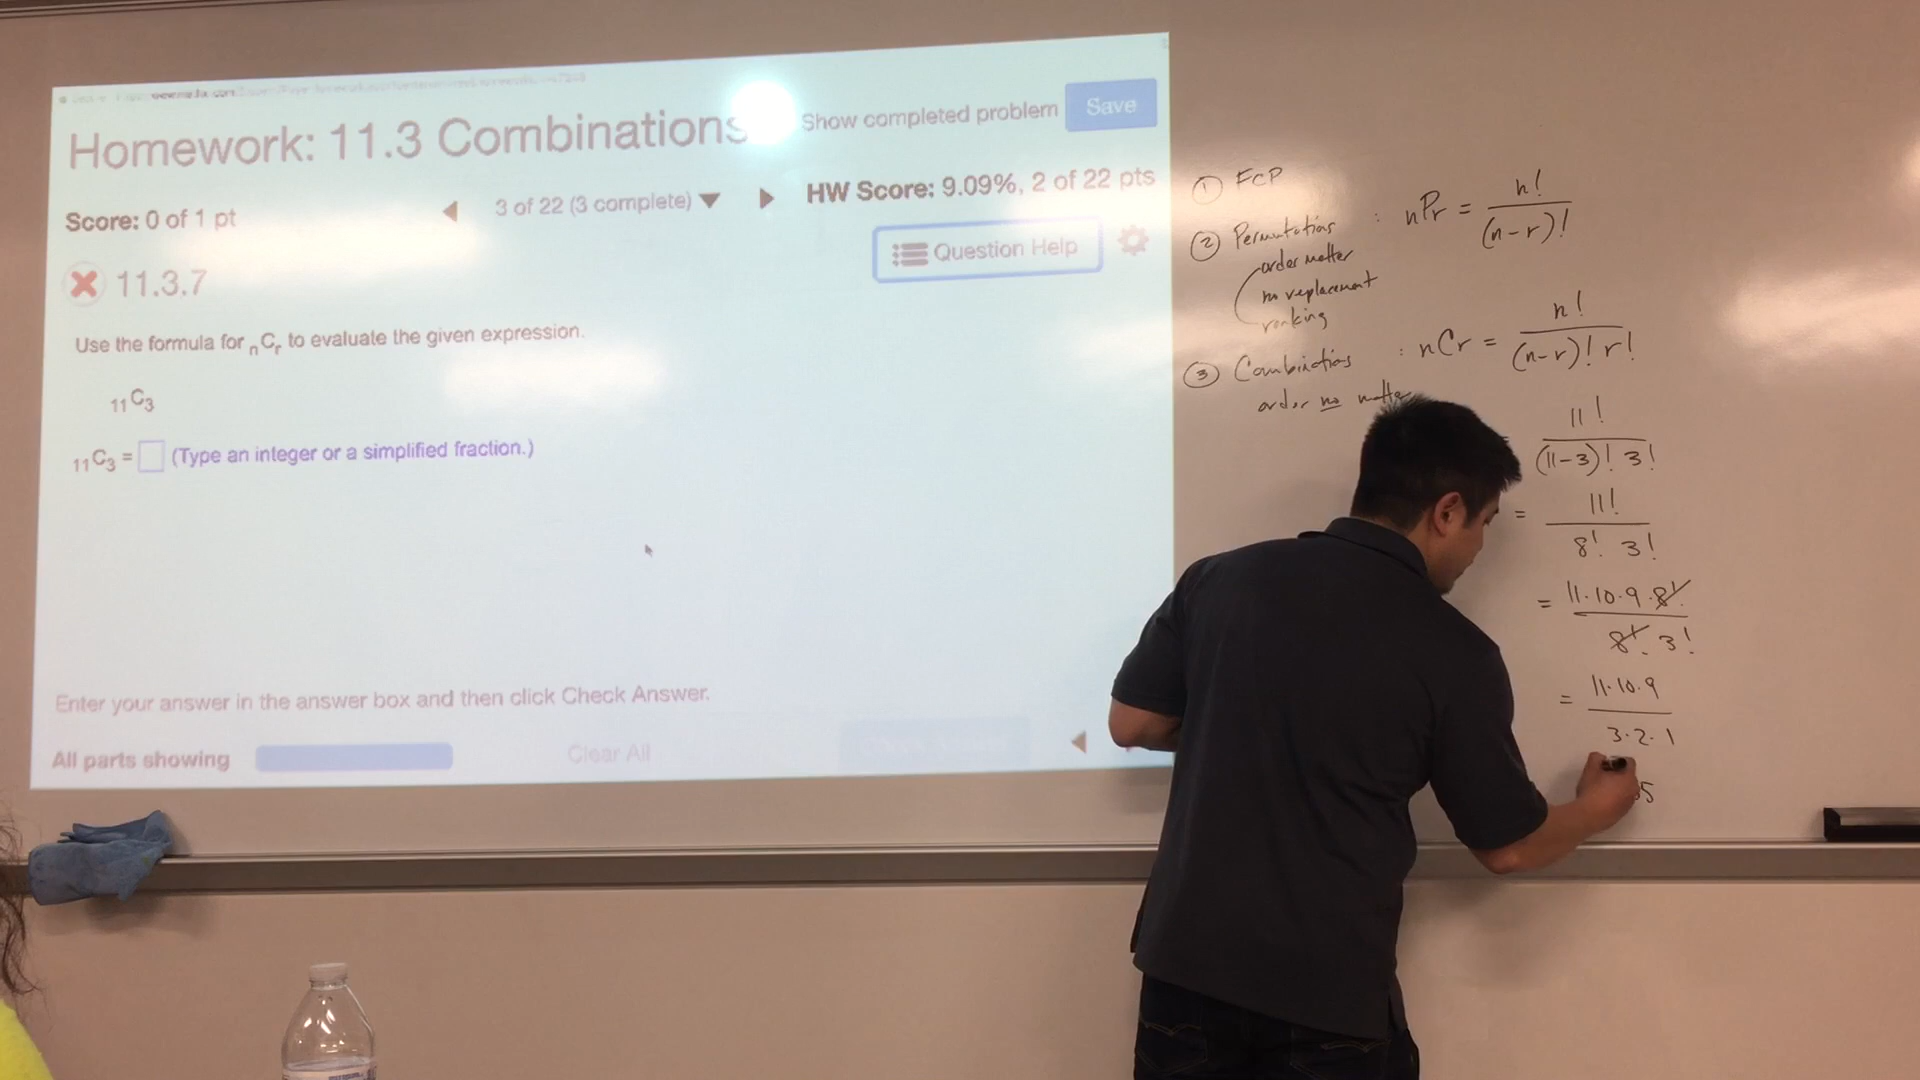 Homework: 11.3 Combinations
Show completed problem
Save
Score: 0 of 1 pt
3 of 22 (3 complete)
HW Score: 9.09%, 2 of 22 pts
11.3.7
Question Help
Use the formula for nCr to evaluate the given expression.
11C3
11C3 = (Type an integer or a simplified fraction.)
Enter your answer in the answer box and then click Check Answer.
All parts showing
Clear All
① FCP
② Permutations : nPr = n! / (n-r)!
order matter
no replacement
ranking
③ Combinations : nCr = n! / (n-r)! r!
order no matter
11! / (11-3)! 3!
= 11! / 8! 3!
= 11·10·9·8! / 8! · 3!
= 11·10·9 / 3·2·1